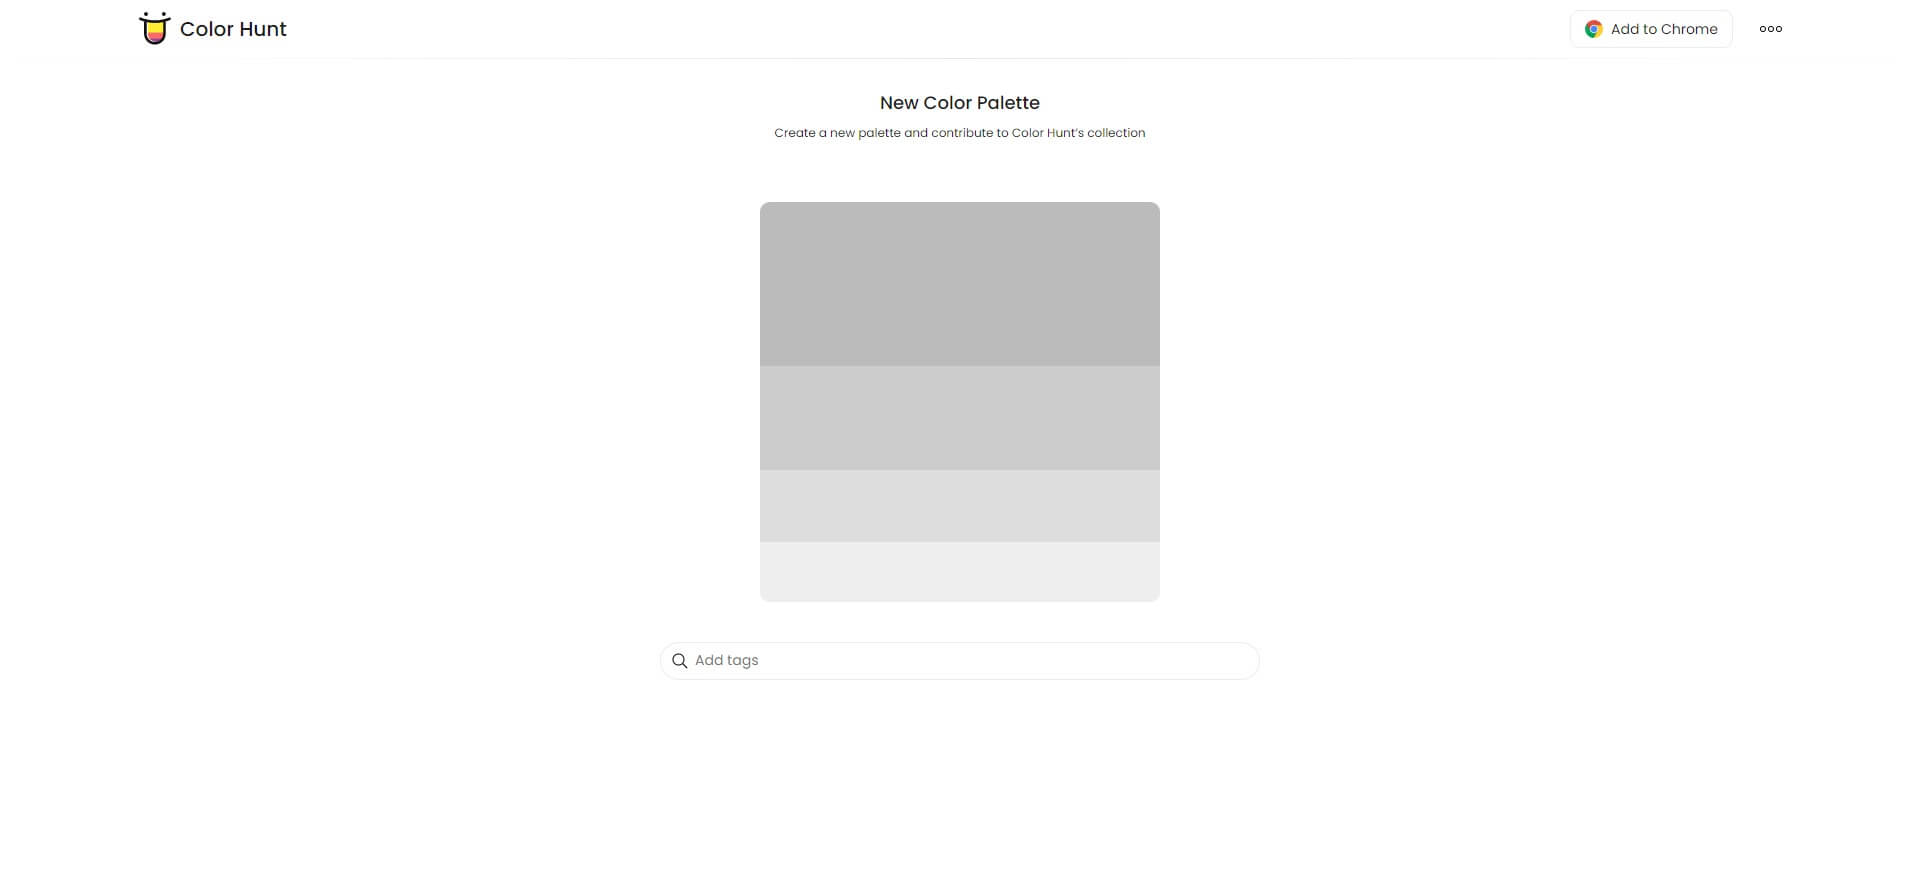 Color Hunt
Add to Chrome
New Color Palette
Create a new palette and contribute to Color Hunt's collection
Add tags